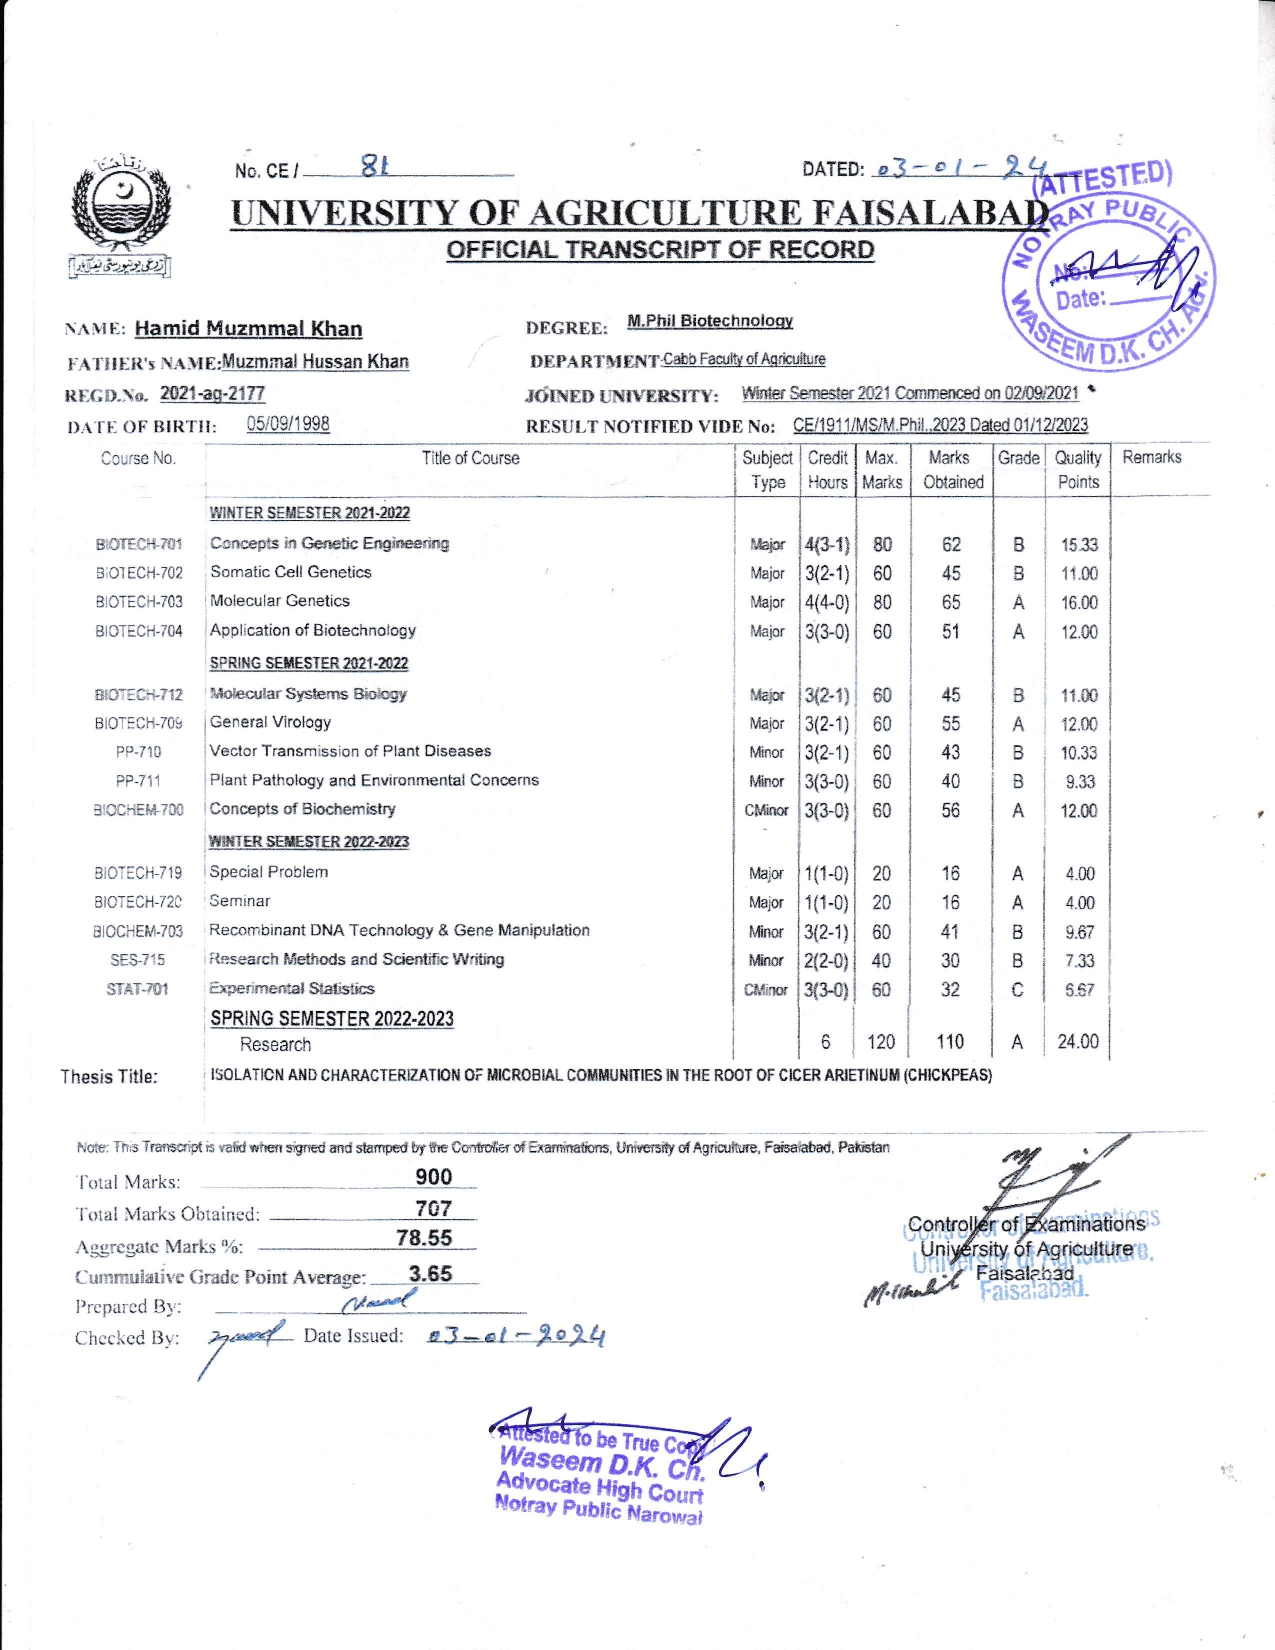 No. CE / 81
DATED: 03-01-24
(ATTESTED)
UNIVERSITY OF AGRICULTURE FAISALABAD
OFFICIAL TRANSCRIPT OF RECORD
NOTRAY PUBLIC
No:
Date:
WASEEM D.K. CH. Adv.
NAME: Hamid Muzmmal Khan
DEGREE: M.Phil Biotechnology
FATHER's NAME: Muzmmal Hussan Khan
DEPARTMENT: Cabb Faculty of Agriculture
REGD.No. 2021-ag-2177
JOINED UNIVERSITY: Winter Semester 2021 Commenced on 02/09/2021
DATE OF BIRTH: 05/09/1998
RESULT NOTIFIED VIDE No: CE/1911/MS/M.Phil.,2023 Dated 01/12/2023
Course No. Title of Course Subject Type Credit Hours Max. Marks Marks Obtained Grade Quality Points Remarks
WINTER SEMESTER 2021-2022
BIOTECH-701 Concepts in Genetic Engineering Major 4(3-1) 80 62 B 15.33
BIOTECH-702 Somatic Cell Genetics Major 3(2-1) 60 45 B 11.00
BIOTECH-703 Molecular Genetics Major 4(4-0) 80 65 A 16.00
BIOTECH-704 Application of Biotechnology Major 3(3-0) 60 51 A 12.00
SPRING SEMESTER 2021-2022
BIOTECH-712 Molecular Systems Biology Major 3(2-1) 60 45 B 11.00
BIOTECH-709 General Virology Major 3(2-1) 60 55 A 12.00
PP-710 Vector Transmission of Plant Diseases Minor 3(2-1) 60 43 B 10.33
PP-711 Plant Pathology and Environmental Concerns Minor 3(3-0) 60 40 B 9.33
BIOCHEM-700 Concepts of Biochemistry CMinor 3(3-0) 60 56 A 12.00
WINTER SEMESTER 2022-2023
BIOTECH-719 Special Problem Major 1(1-0) 20 16 A 4.00
BIOTECH-720 Seminar Major 1(1-0) 20 16 A 4.00
BIOCHEM-703 Recombinant DNA Technology & Gene Manipulation Minor 3(2-1) 60 41 B 9.67
SES-715 Research Methods and Scientific Writing Minor 2(2-0) 40 30 B 7.33
STAT-701 Experimental Statistics CMinor 3(3-0) 60 32 C 6.67
SPRING SEMESTER 2022-2023
Research 6 120 110 A 24.00
Thesis Title: ISOLATION AND CHARACTERIZATION OF MICROBIAL COMMUNITIES IN THE ROOT OF CICER ARIETINUM (CHICKPEAS)
Note: This Transcript is valid when signed and stamped by the Controller of Examinations, University of Agriculture, Faisalabad, Pakistan
Total Marks: 900
Total Marks Obtained: 707
Aggregate Marks %: 78.55
Cummulative Grade Point Average: 3.65
Prepared By:
Checked By: Date Issued: 03-01-2024
Controller of Examinations
University of Agriculture
Faisalabad
Controller of Examinations
University of Agriculture.
Faisalabad.
Attested to be True Copy
Waseem D.K. Ch.
Advocate High Court
Notray Public Narowal